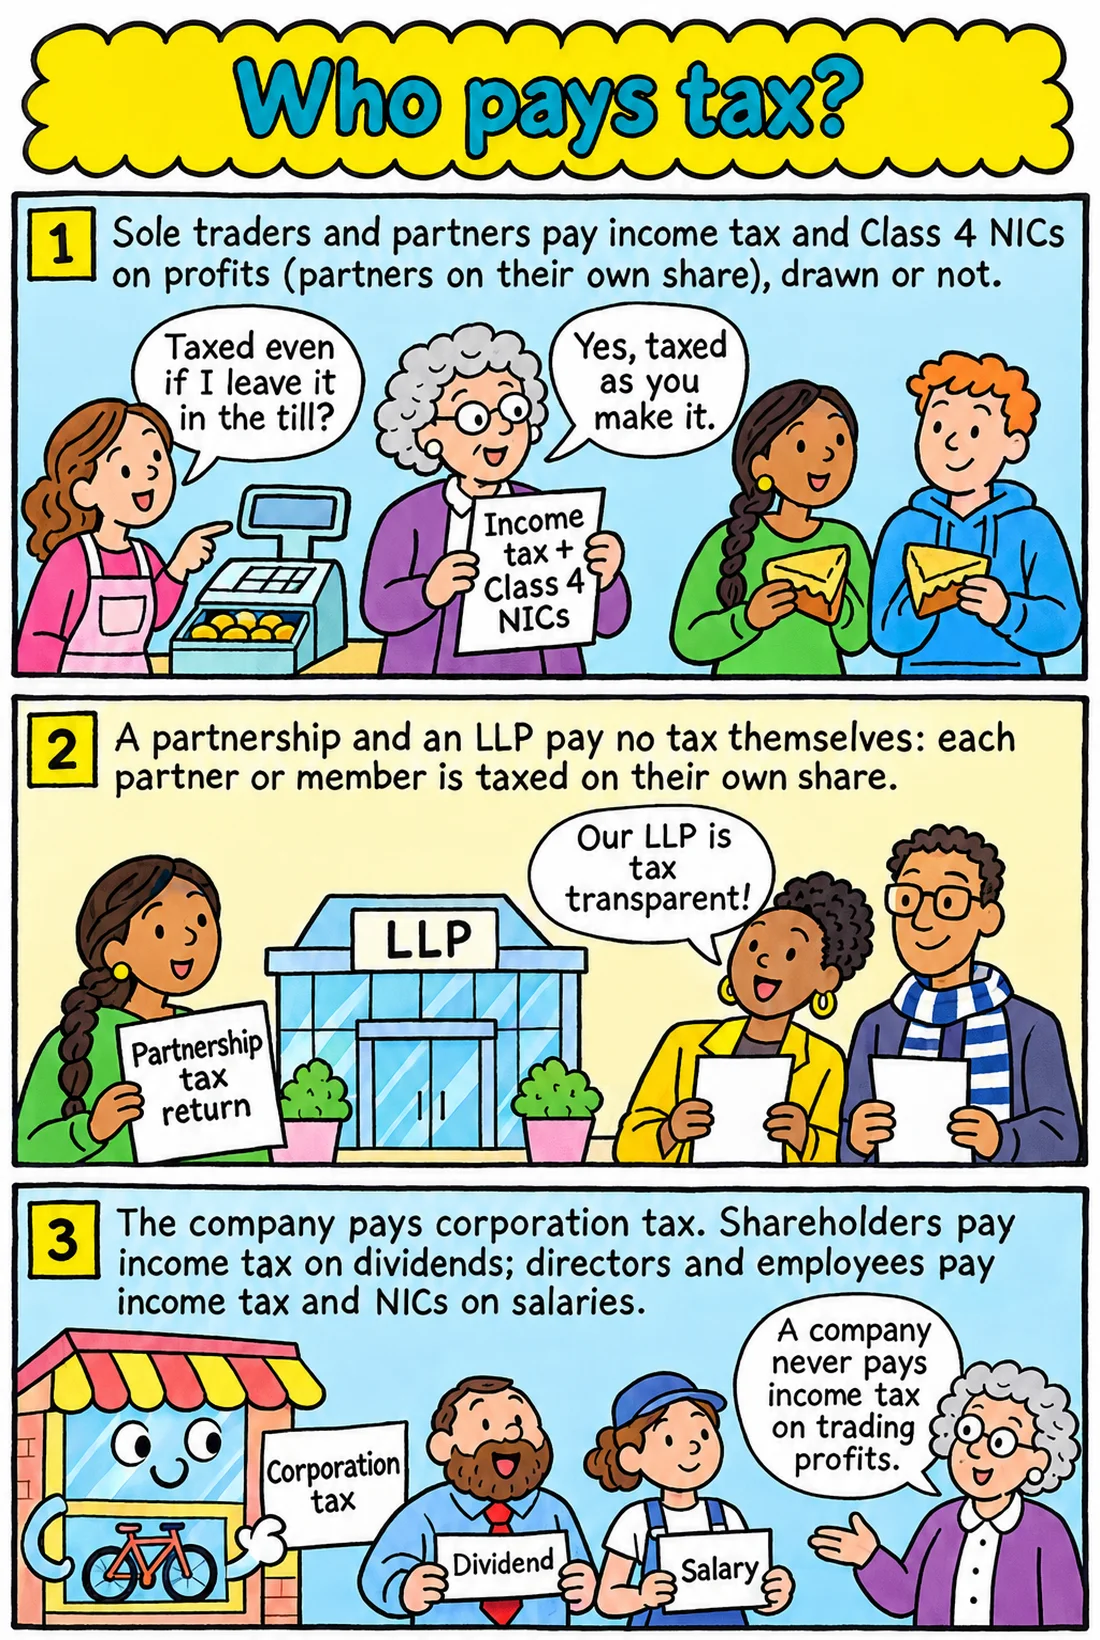 Who pays tax?
1
Sole traders and partners pay income tax and Class 4 NICs
on profits (partners on their own share), drawn or not.
Taxed even
if I leave it
in the till?
Yes, taxed
as you
make it.
Income
tax +
Class 4
NICs
2
A partnership and an LLP pay no tax themselves: each
partner or member is taxed on their own share.
Our LLP is
tax
transparent!
LLP
Partnership
tax
return
3
The company pays corporation tax. Shareholders pay
income tax on dividends; directors and employees pay
income tax and NICs on salaries.
A company
never pays
income tax
on trading
profits.
Corporation
tax
Dividend
Salary